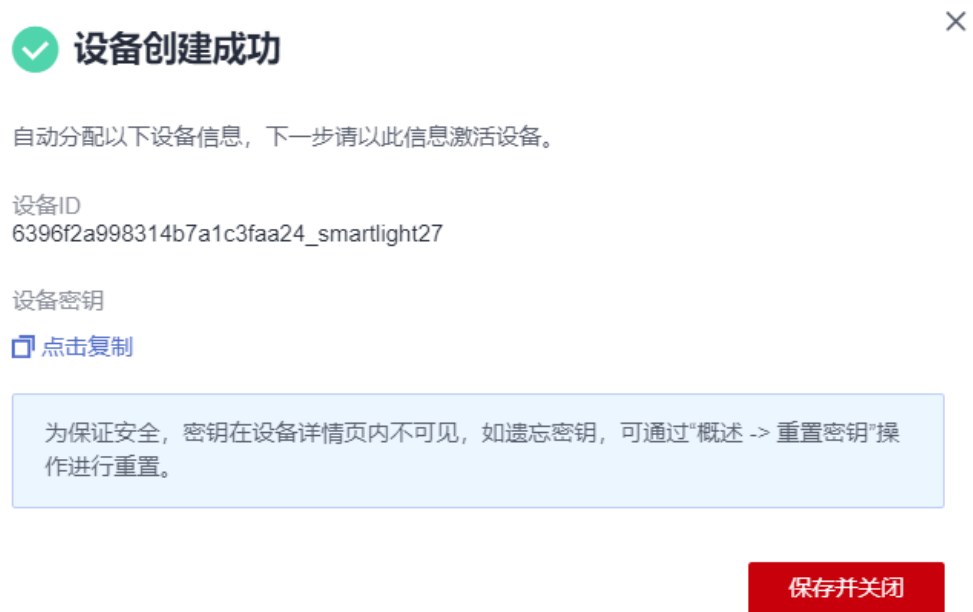 设备创建成功
自动分配以下设备信息，下一步请以此信息激活设备。
设备ID
6396f2a998314b7a1c3faa24_smartlight27
设备密钥
点击复制
为保证安全，密钥在设备详情页内不可见，如遗忘密钥，可通过“概述 -> 重置密钥”操
作进行重置。
保存并关闭